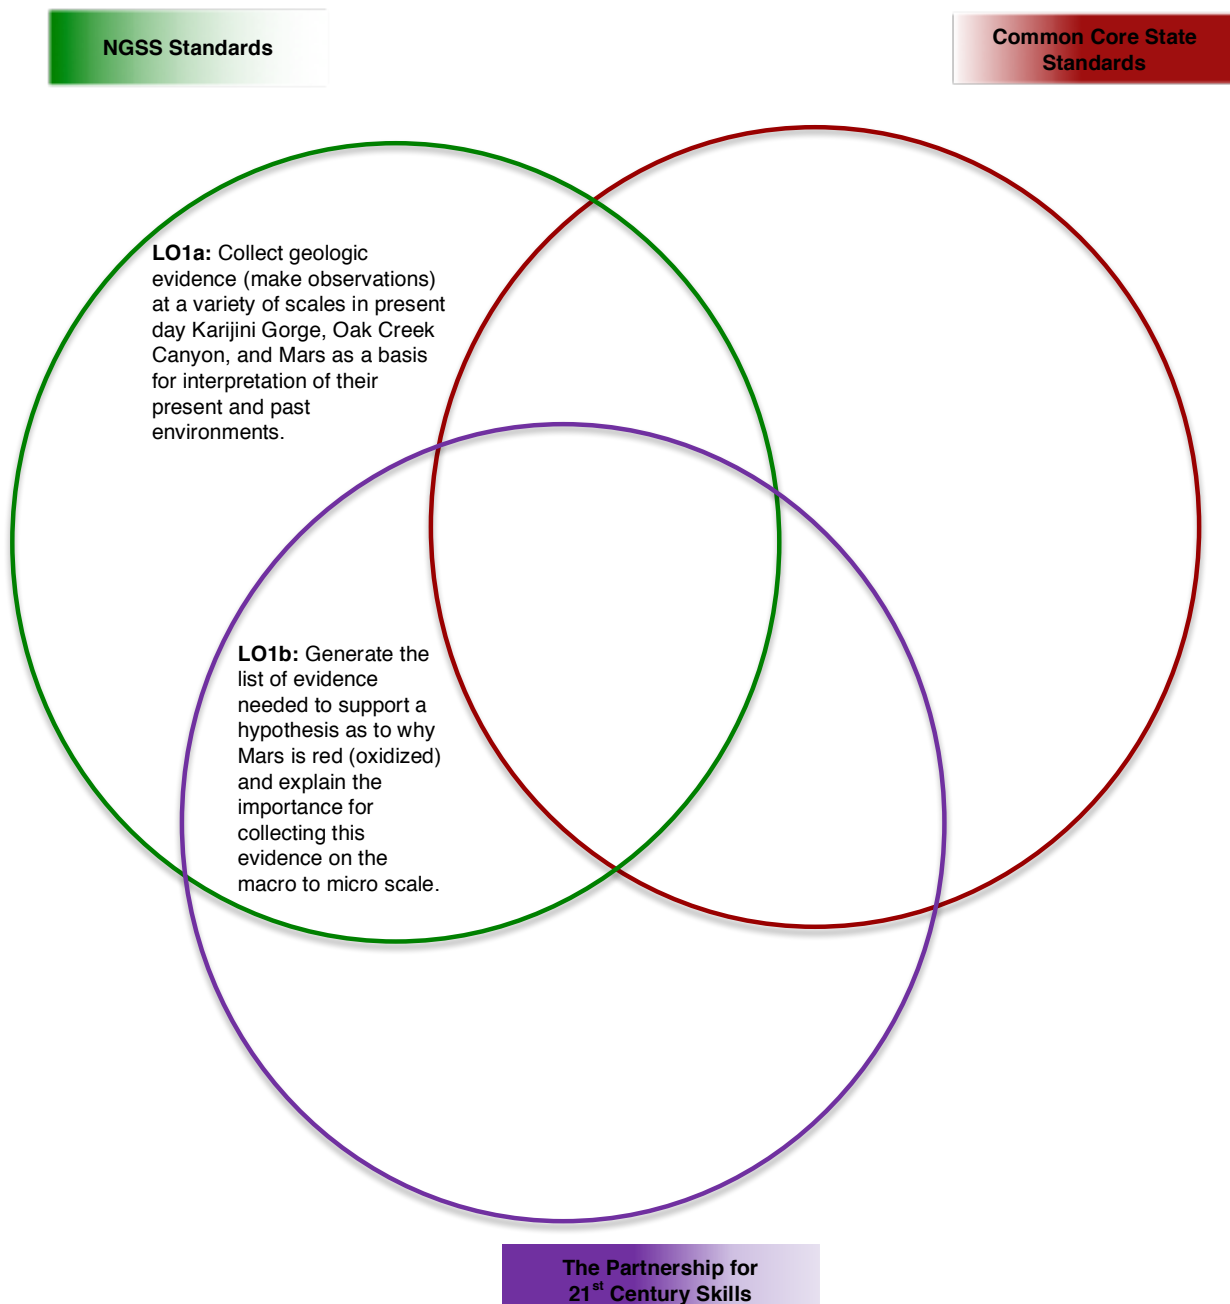 NGSS Standards
Common Core State
Standards
LO1a: Collect geologic
evidence (make observations)
at a variety of scales in present
day Karijini Gorge, Oak Creek
Canyon, and Mars as a basis
for interpretation of their
present and past
environments.
LO1b: Generate the
list of evidence
needed to support a
hypothesis as to why
Mars is red (oxidized)
and explain the
importance for
collecting this
evidence on the
macro to micro scale.
The Partnership for
21st Century Skills